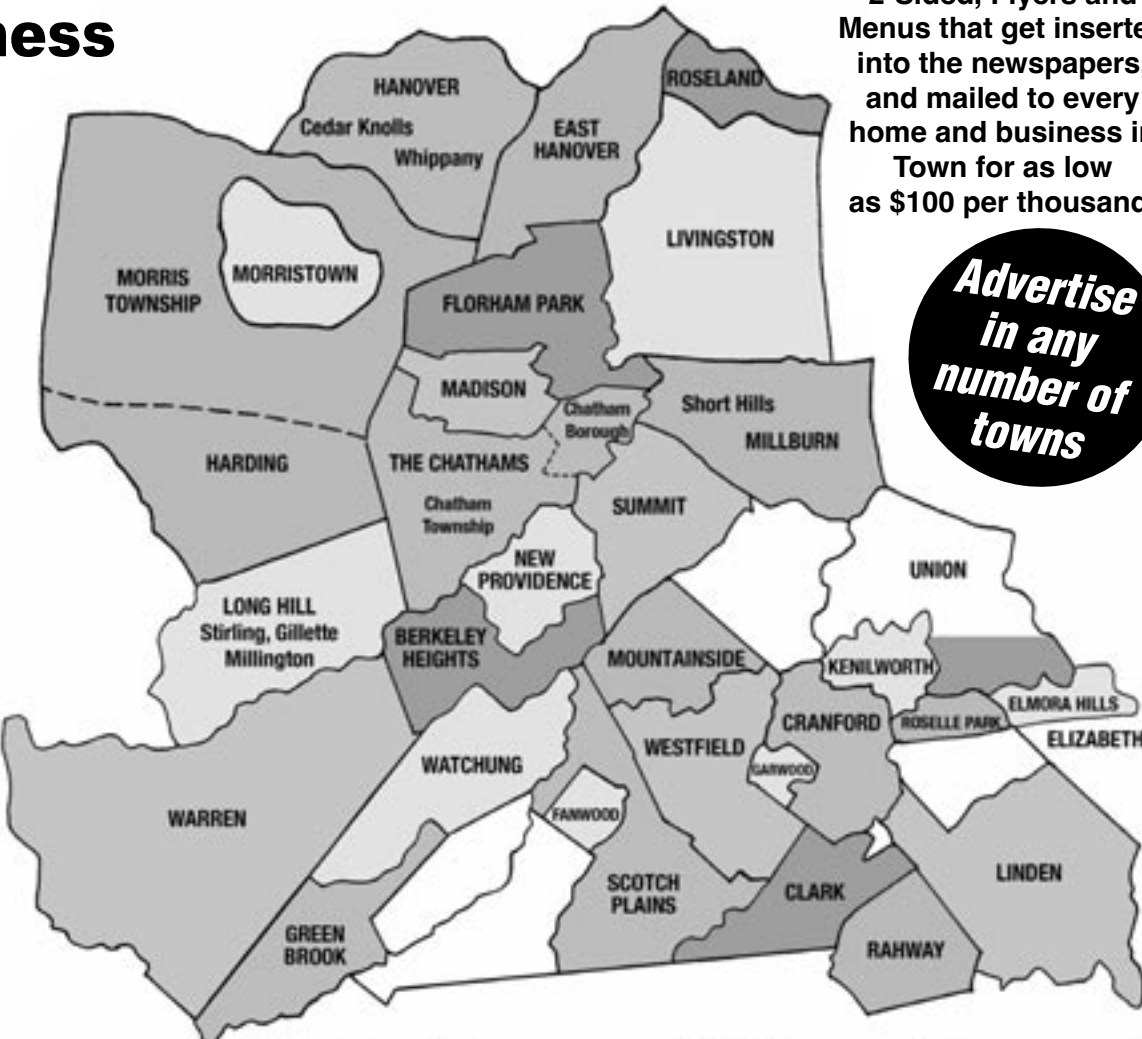 ness
2-Sided, Flyers and
Menus that get inserte
into the newspapers
and mailed to every
home and business i
Town for as low
as $100 per thousand
Advertise
in any
number of
towns
HANOVER
Cedar Knolls
Whippany
EAST
HANOVER
ROSELAND
LIVINGSTON
MORRIS
TOWNSHIP
MORRISTOWN
FLORHAM PARK
MADISON
Chatham
Borough
Short Hills
MILLBURN
HARDING
THE CHATHAMS
Chatham
Township
SUMMIT
NEW
PROVIDENCE
UNION
LONG HILL
Stirling, Gillette
Millington
BERKELEY
HEIGHTS
MOUNTAINSIDE
KENILWORTH
ELMORA HILLS
ROSELLE PARK
CRANFORD
ELIZABETH
WESTFIELD
GARWOOD
WATCHUNG
WARREN
FANWOOD
SCOTCH
PLAINS
CLARK
LINDEN
GREEN
BROOK
RAHWAY